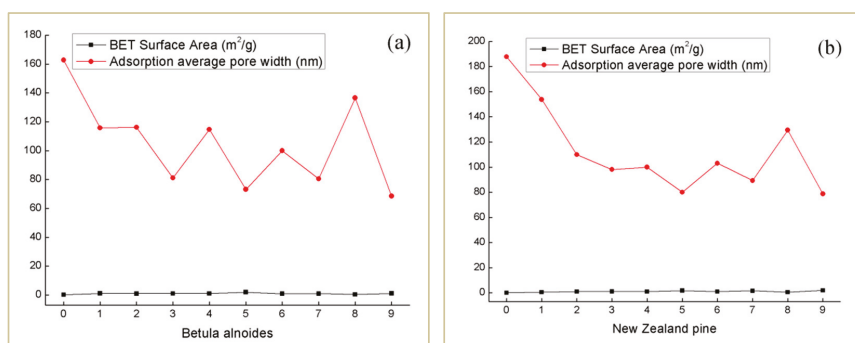 (a)
BET Surface Area (m²/g)
Adsorption average pore width (nm)
180
160
140
120
100
80
60
40
20
0
0 1 2 3 4 5 6 7 8 9
Betula alnoides
(b)
BET Surface Area (m²/g)
Adsorption average pore width (nm)
200
180
160
140
120
100
80
60
40
20
0
0 1 2 3 4 5 6 7 8 9
New Zealand pine